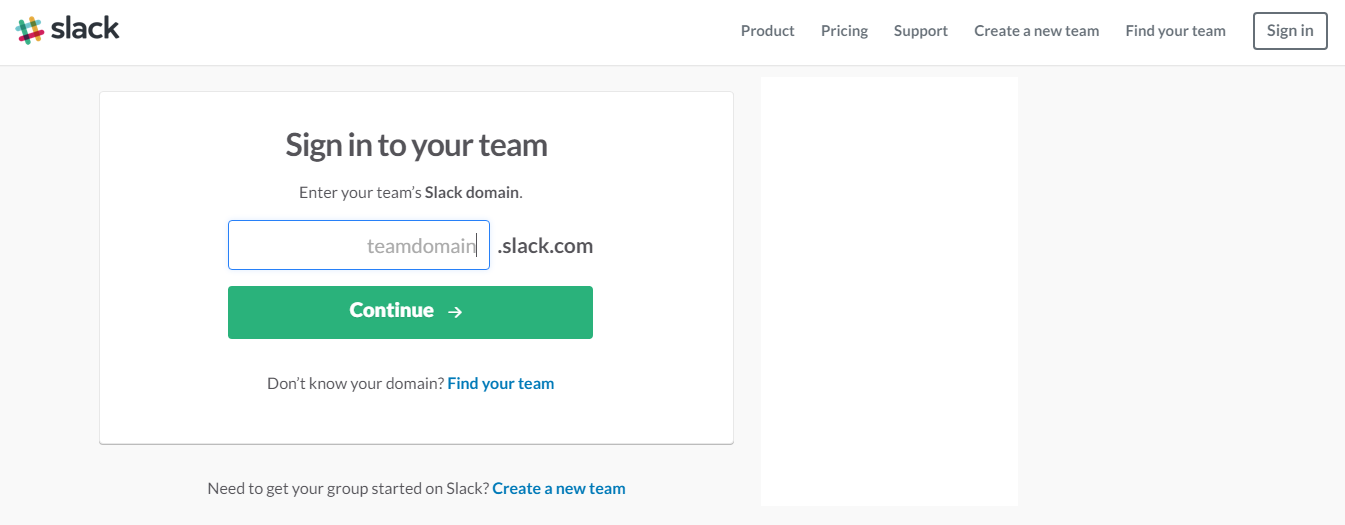 slack
Product Pricing Support Create a new team Find your team Sign in
Sign in to your team
Enter your team’s Slack domain.
teamdomain .slack.com
Continue →
Don’t know your domain? Find your team
Need to get your group started on Slack? Create a new team